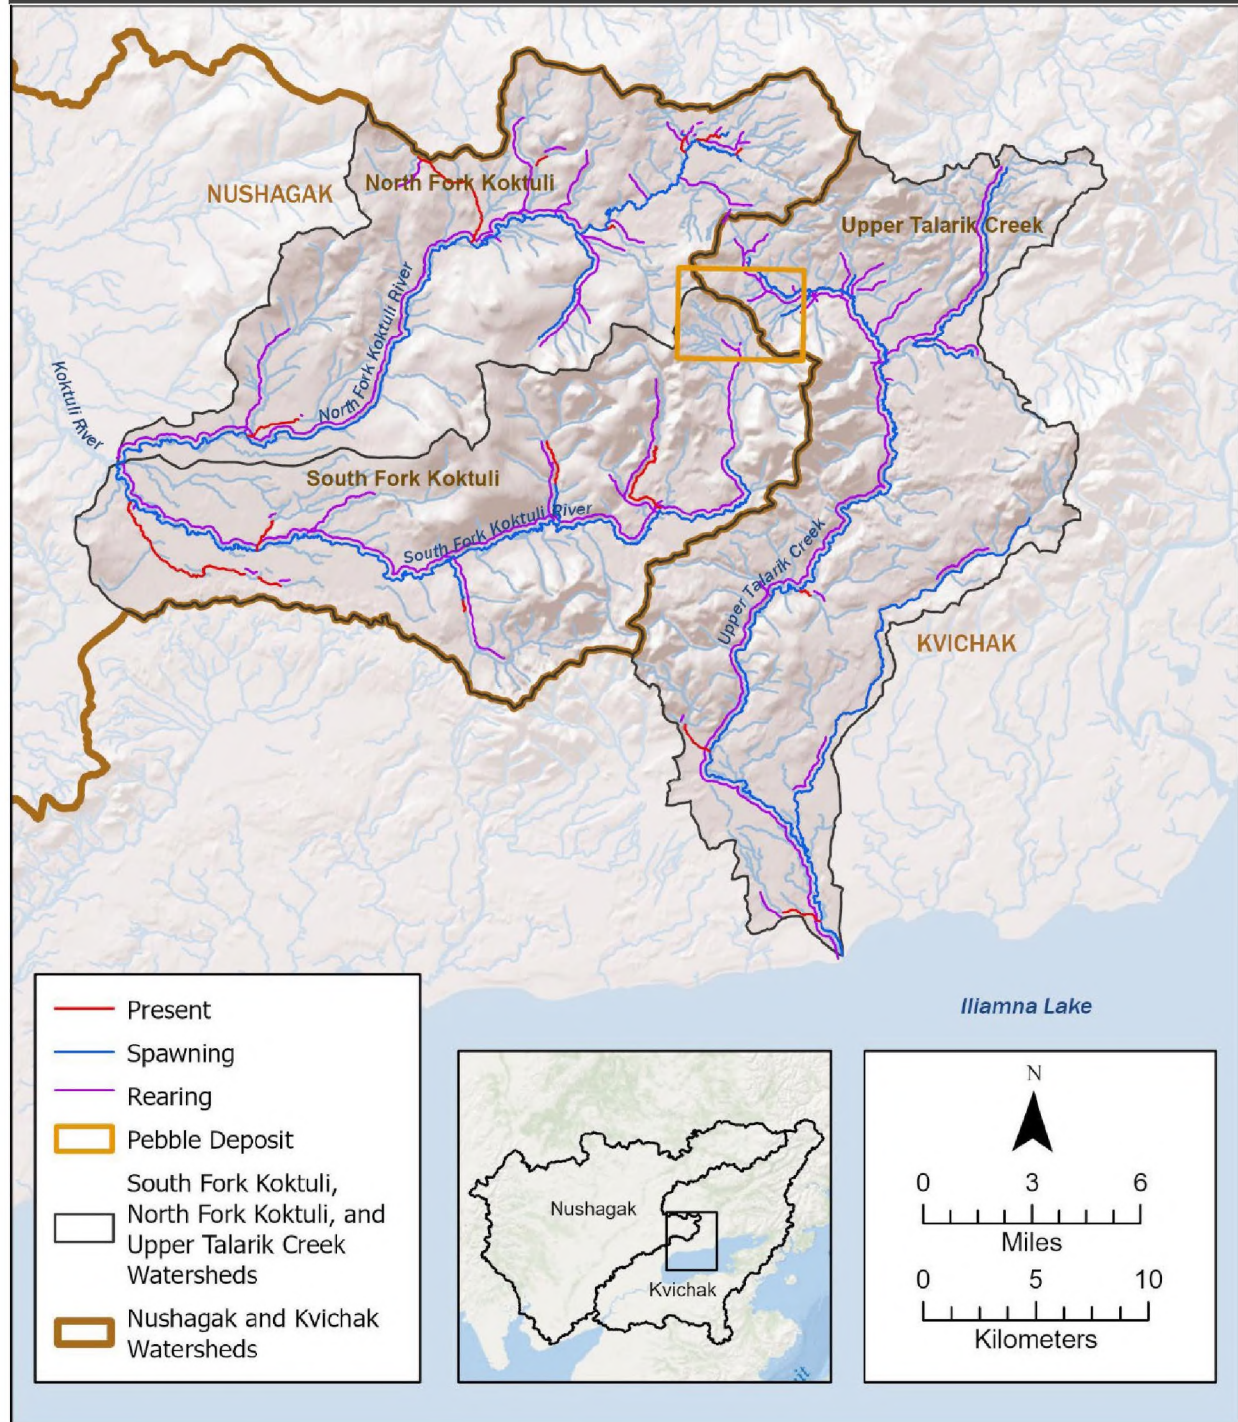 NUSHAGAK
North Fork Koktuli
Upper Talarik Creek
North Fork Koktuli River
Koktuli River
South Fork Koktuli
South Fork Koktuli River
Upper Talarik Creek
KVICHAK
Iliamna Lake
Present
Spawning
Rearing
Pebble Deposit
South Fork Koktuli,
North Fork Koktuli, and
Upper Talarik Creek
Watersheds
Nushagak and Kvichak
Watersheds
Nushagak
Kvichak
N
0 3 6
Miles
0 5 10
Kilometers